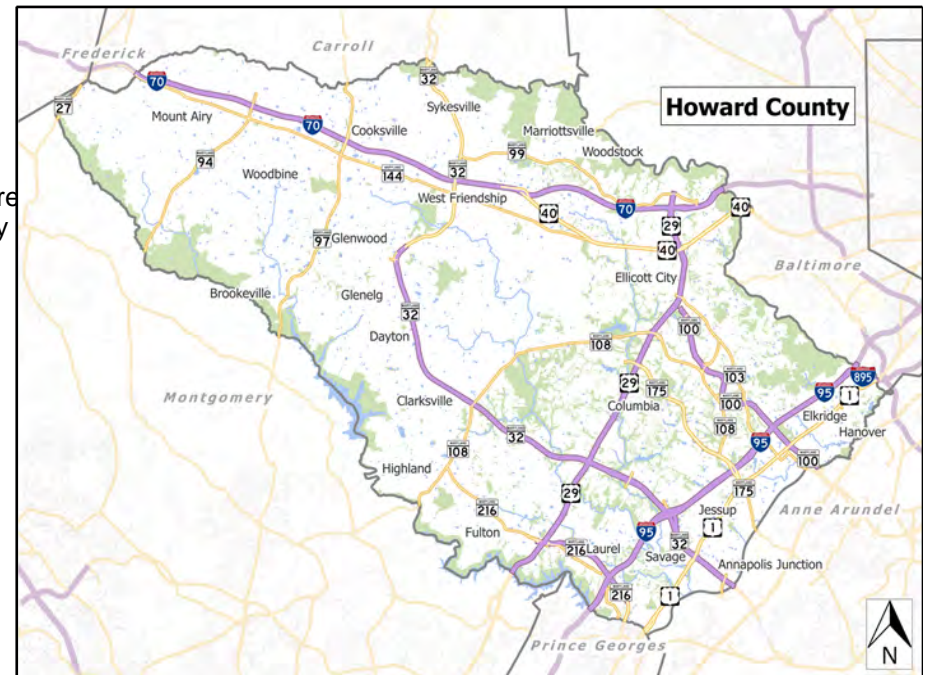 Frederick
Carroll
32
70
27
Mount Airy
Sykesville
Howard County
70
Cooksville
Marriottsville
99
Woodstock
94
Woodbine
144
32
re
West Friendship
40
70
40
29
y
97
Glenwood
40
Baltimore
Brookeville
Glenelg
Ellicott City
32
Dayton
108
100
Montgomery
Clarksville
29
175
103
95
895
1
Columbia
100
Elkridge
108
32
108
95
Hanover
100
Highland
29
175
216
Jessup
Anne Arundel
Fulton
95
1
216
Laurel
Savage
32
Annapolis Junction
216
1
Prince Georges
N